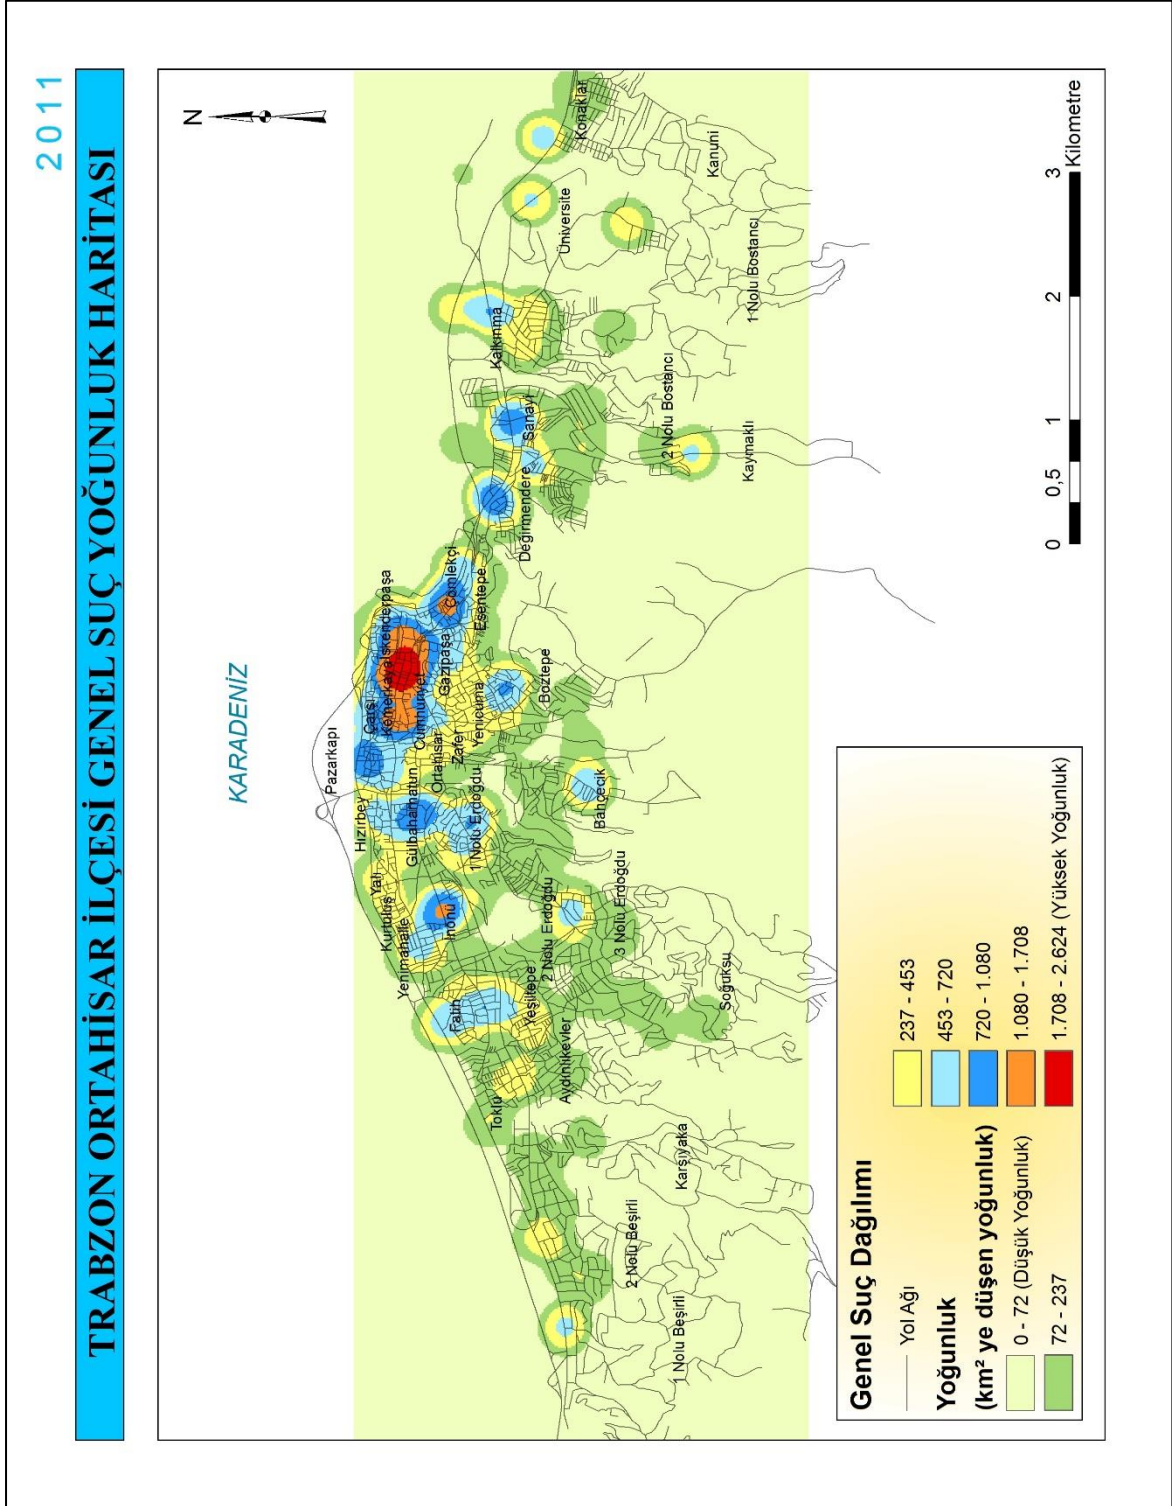 2011
TRABZON ORTAHİSAR İLÇESİ GENEL SUÇ YOĞUNLUK HARİTASI
N
KARADENİZ
Pazarkapı
Hızırbey
Çarşı
Kemerkaya
İskenderpaşa
Yalı
Kurtuluş
Gülbaharhatun
Cumhuriyet
Yenimahalle
Ortahisar
Gazipaşa
Çömlekçi
İnönü
Zafer
Fatih
1 Nolu Erdoğdu
Yenicuma
Esentepe
Kalkınma
Toklu
Değirmendere
Sanayi
Yeşiltepe
2 Nolu Erdoğdu
Boztepe
Aydınlıkevler
Üniversite
Konaklar
Bahçecik
3 Nolu Erdoğdu
2 Nolu Beşirli
2 Nolu Bostancı
Karşıyaka
1 Nolu Beşirli
Kanuni
Soğuksu
Kaymaklı
1 Nolu Bostancı
Genel Suç Dağılımı
Yol Ağı
Yoğunluk
(km² ye düşen yoğunluk)
0 - 72 (Düşük Yoğunluk)
72 - 237
237 - 453
453 - 720
720 - 1.080
1.080 - 1.708
1.708 - 2.624 (Yüksek Yoğunluk)
0 0,5 1 2 3
Kilometre